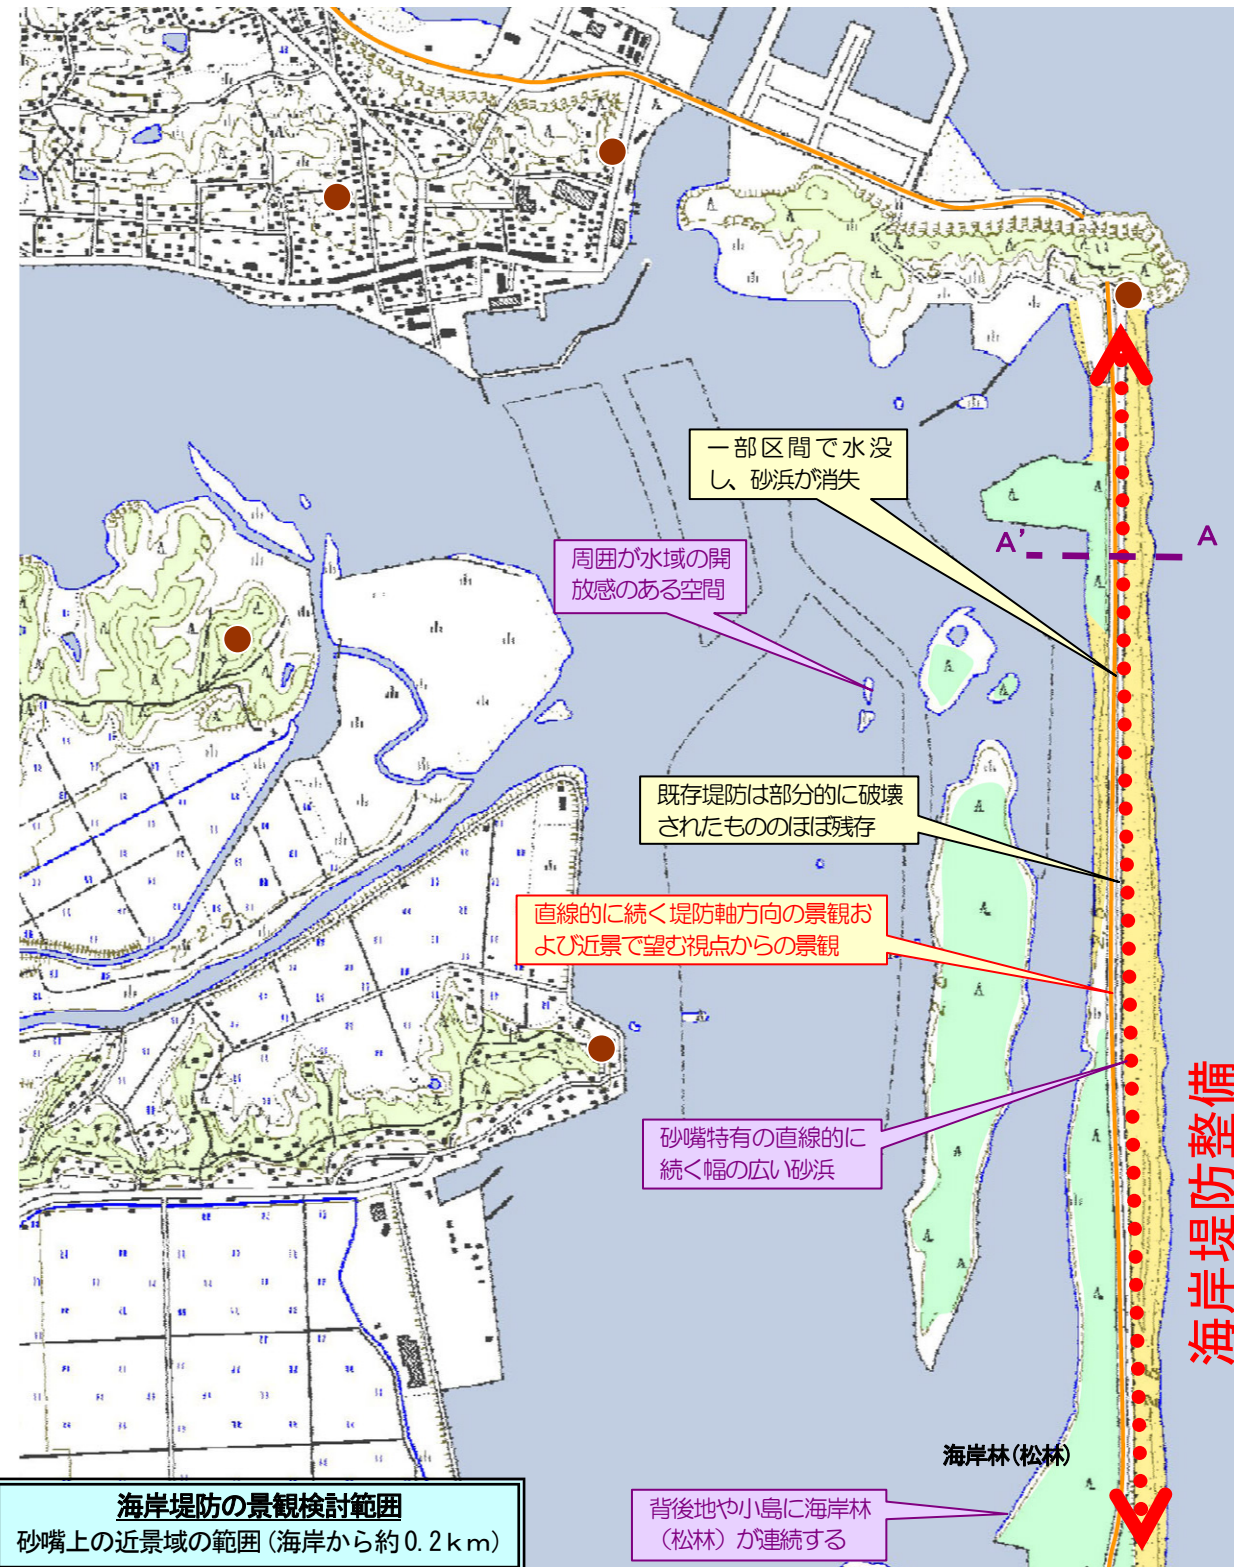 一部区間で水没
し、砂浜が消失
A'
A
周囲が水域の開
放感のある空間
既存堤防は部分的に破壊
されたもののほぼ残存
直線的に続く堤防軸方向の景観お
よび近景で望む視点からの景観
砂嘴特有の直線的に
続く幅の広い砂浜
海岸堤防整備
海岸林(松林)
背後地や小島に海岸林
(松林)が連続する
海岸堤防の景観検討範囲
砂嘴上の近景域の範囲(海岸から約0.2km)